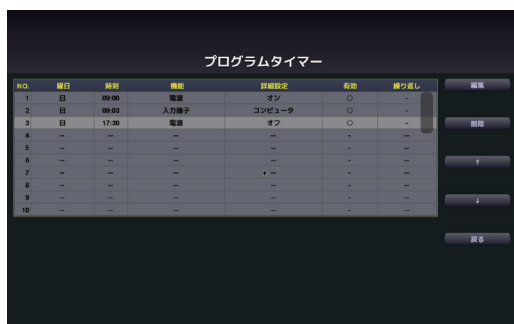 プログラムタイマー
NO. 曜日 時刻 機能 詳細設定 有効 繰り返し
1 日 09:00 電源 オン ○ -
2 日 09:03 入力端子 コンピュータ ○ -
3 日 17:30 電源 オフ ○ -
4 -- -- -- -- - --
5 -- -- -- -- - --
6 -- -- -- -- - --
7 -- -- -- -- - --
8 -- -- -- -- - --
9 -- -- -- -- - --
10 -- -- -- -- - --
編集
削除
↑
↓
戻る